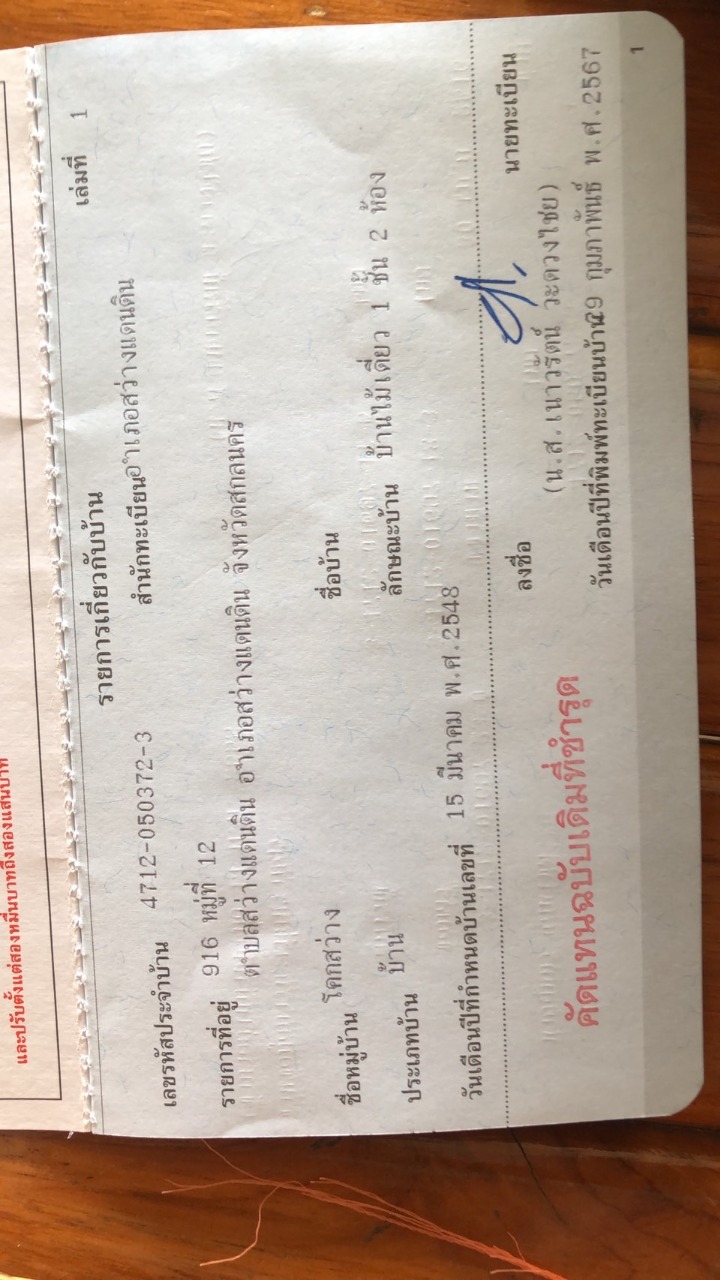 และปรับตั้งแต่สองหมื่นบาทถึงสองแสนบาท
เล่มที่ 1
รายการเกี่ยวกับบ้าน
เลขรหัสประจำบ้าน 4712-050372-3 สำนักทะเบียน อำเภอสว่างแดนดิน
รายการที่อยู่ 916 หมู่ที่ 12
ตำบลสว่างแดนดิน อำเภอสว่างแดนดิน จังหวัดสกลนคร
ชื่อหมู่บ้าน โคกสว่าง ชื่อบ้าน
ประเภทบ้าน บ้าน ลักษณะบ้าน บ้านไม้เดี่ยว 1 ชั้น 2 ห้อง
วันเดือนปีที่กำหนดบ้านเลขที่ 15 มีนาคม พ.ศ.2548
ลงชื่อ นายทะเบียน
(น.ส.เนาวรัตน์ วะดวงไชย)
คัดแทนฉบับเดิมที่ชำรุด
วันเดือนปีที่พิมพ์ทะเบียนบ้าน 29 กุมภาพันธ์ พ.ศ.2567
1